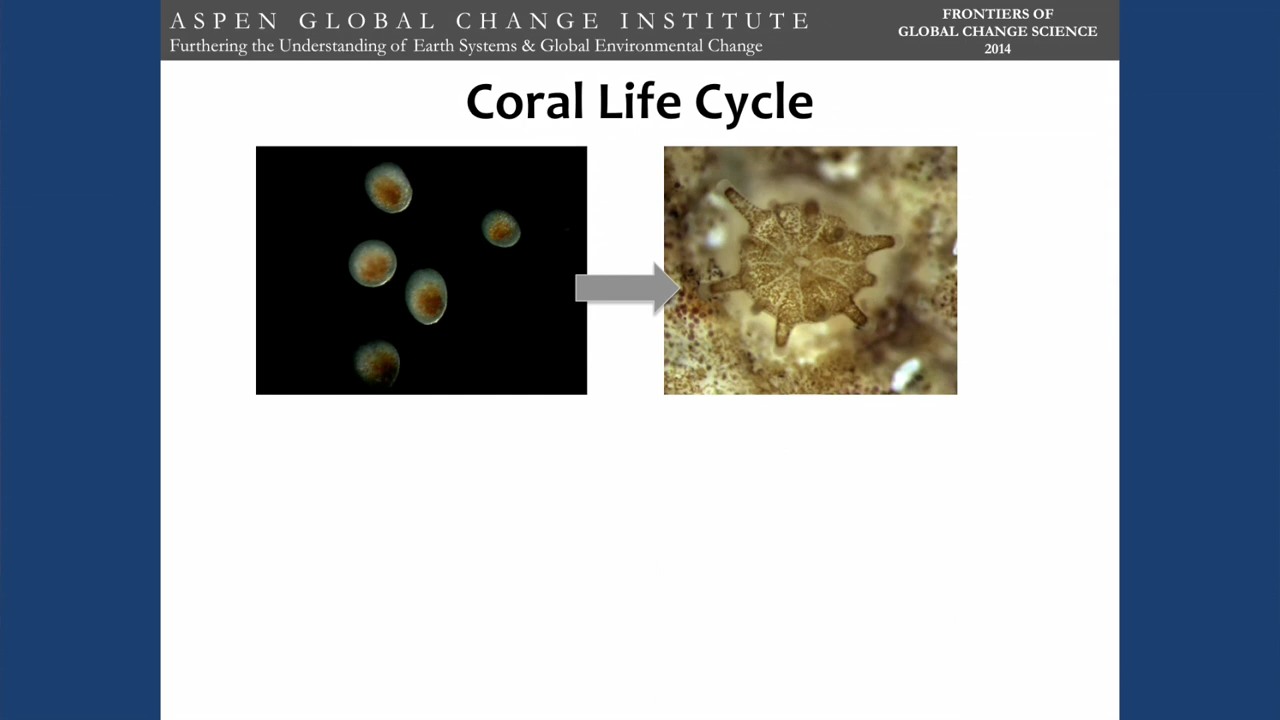 ASPEN GLOBAL CHANGE INSTITUTE
Furthering the Understanding of Earth Systems & Global Environmental Change
FRONTIERS OF
GLOBAL CHANGE SCIENCE
2014
Coral Life Cycle